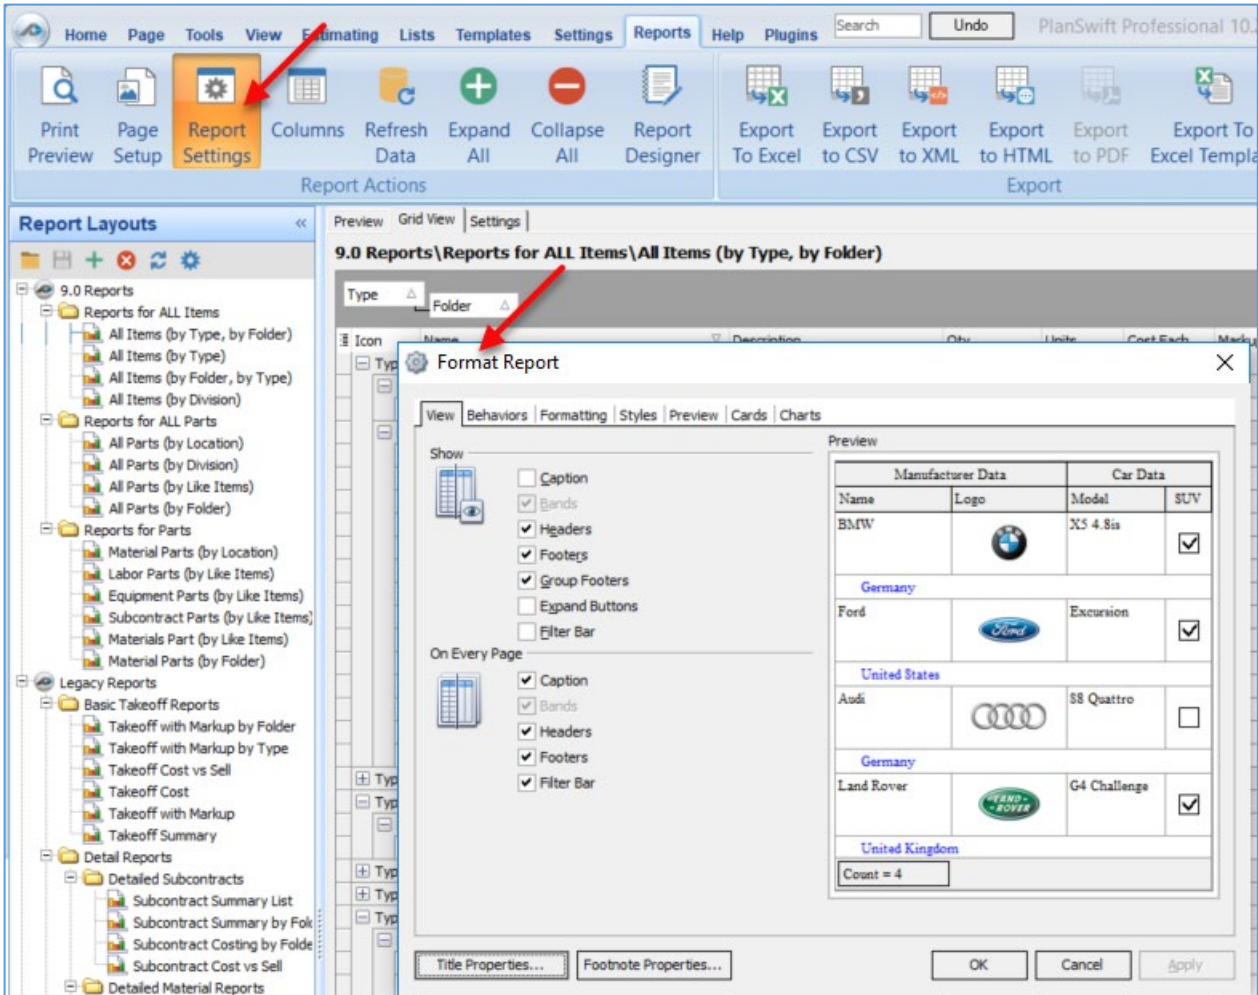 Home Page Tools View Estimating Lists Templates Settings Reports Help Plugins Search Undo PlanSwift Professional 10.
Print Preview
Page Setup
Report Settings
Columns
Refresh Data
Expand All
Collapse All
Report Designer
Export To Excel
Export to CSV
Export to XML
Export to HTML
Export to PDF
Export To Excel Templa
Report Actions
Export
Report Layouts «
Preview Grid View Settings
9.0 Reports\Reports for ALL Items\All Items (by Type, by Folder)
Type
Folder
Icon Name Description Qty Units Cost Each Marku
9.0 Reports
Reports for ALL Items
All Items (by Type, by Folder)
All Items (by Type)
All Items (by Folder, by Type)
All Items (by Division)
Reports for ALL Parts
All Parts (by Location)
All Parts (by Division)
All Parts (by Like Items)
All Parts (by Folder)
Reports for Parts
Material Parts (by Location)
Labor Parts (by Like Items)
Equipment Parts (by Like Items)
Subcontract Parts (by Like Items)
Materials Part (by Like Items)
Material Parts (by Folder)
Legacy Reports
Basic Takeoff Reports
Takeoff with Markup by Folder
Takeoff with Markup by Type
Takeoff Cost vs Sell
Takeoff Cost
Takeoff with Markup
Takeoff Summary
Detail Reports
Detailed Subcontracts
Subcontract Summary List
Subcontract Summary by Fold
Subcontract Costing by Folde
Subcontract Cost vs Sell
Detailed Material Reports
Typ
Typ
Typ
Typ
Typ
Typ
Format Report
View Behaviors Formatting Styles Preview Cards Charts
Show
Caption
Bands
Headers
Footers
Group Footers
Expand Buttons
Filter Bar
On Every Page
Caption
Bands
Headers
Footers
Filter Bar
Preview
Manufacturer Data Car Data
Name Logo Model SUV
BMW X5 4.8is
Germany
Ford Ford Excursion
United States
Audi S8 Quattro
Germany
Land Rover LAND-ROVER G4 Challenge
United Kingdom
Count = 4
Title Properties... Footnote Properties... OK Cancel Apply